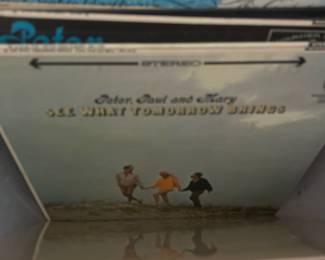 Peter
STEREO
Peter, Paul and Mary
SEE WHAT TOMORROW BRINGS